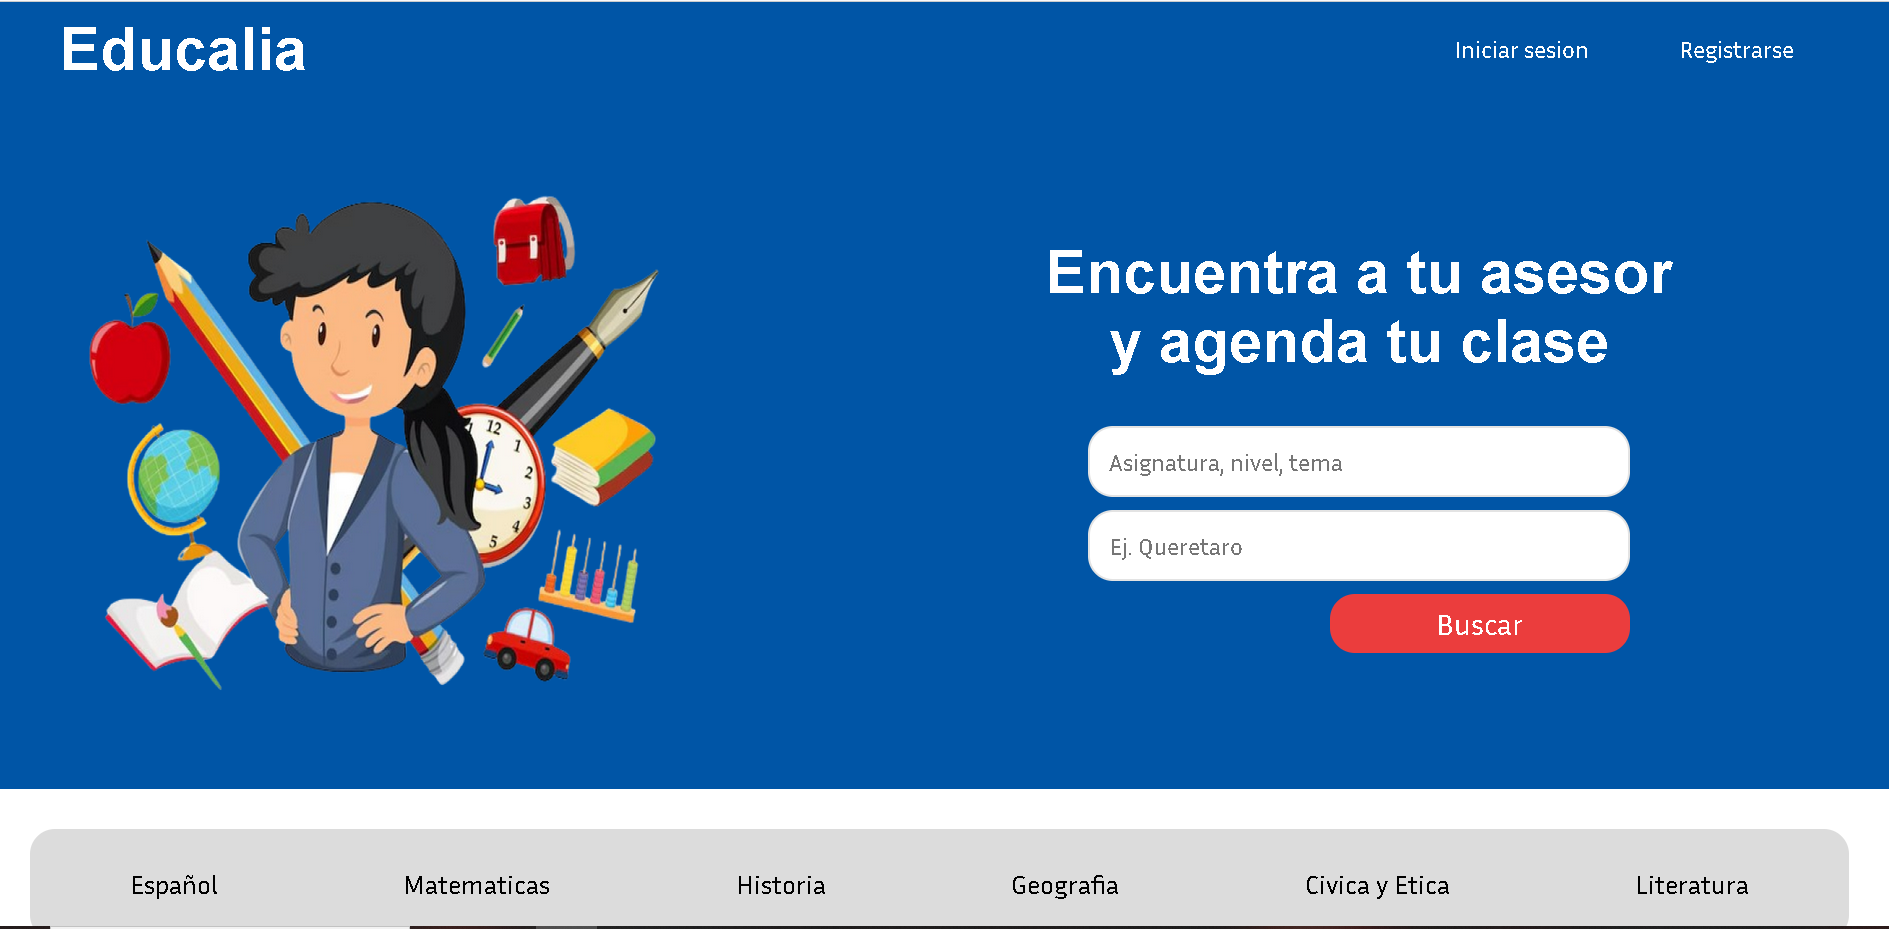 Educalia
Iniciar sesion
Registrarse
Encuentra a tu asesor
y agenda tu clase
12
1
2
3
4
5
Asignatura, nivel, tema
Ej. Queretaro
Buscar
Español
Matematicas
Historia
Geografia
Civica y Etica
Literatura